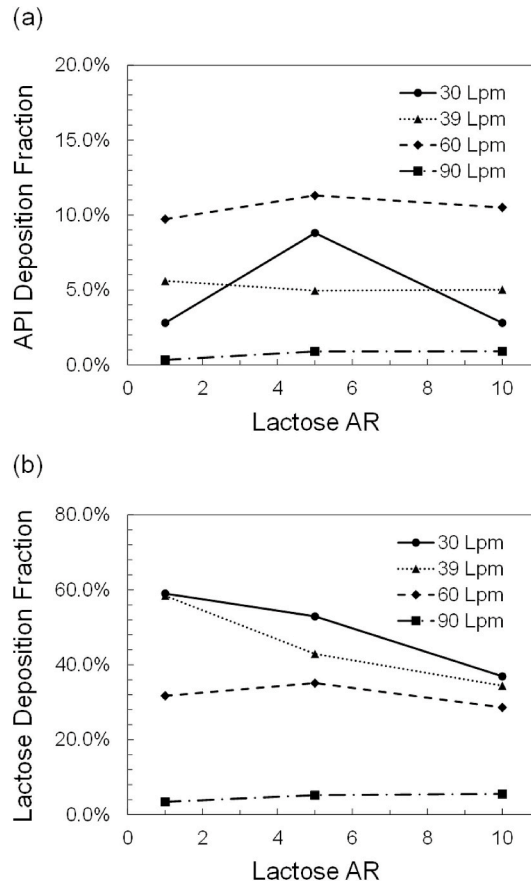 (a)
20.0%
15.0%
10.0%
5.0%
0.0%
API Deposition Fraction
30 Lpm
39 Lpm
60 Lpm
90 Lpm
0 2 4 6 8 10
Lactose AR
(b)
80.0%
60.0%
40.0%
20.0%
0.0%
Lactose Deposition Fraction
30 Lpm
39 Lpm
60 Lpm
90 Lpm
0 2 4 6 8 10
Lactose AR